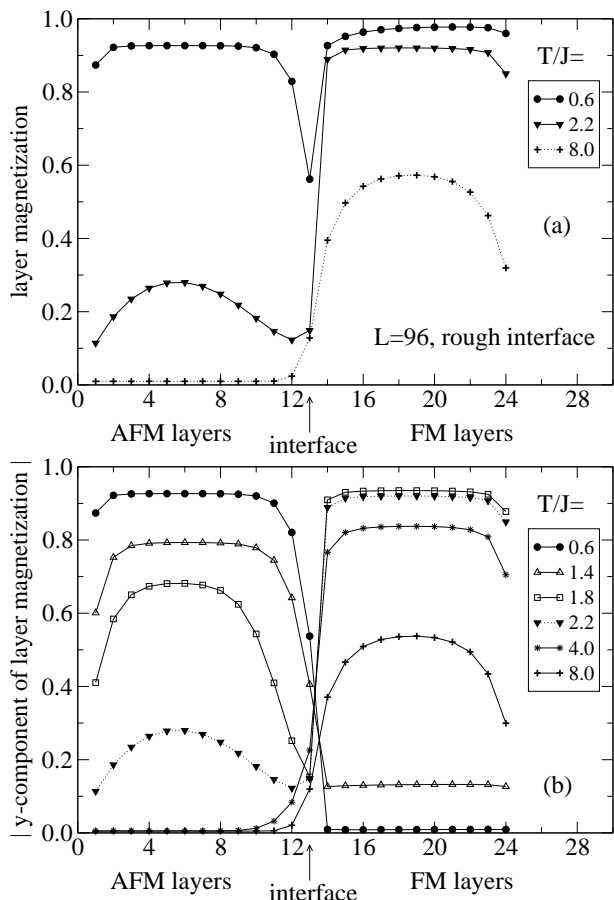 1.0
0.8
0.6
0.4
0.2
0.0
layer magnetization
T/J=
0.6
2.2
8.0
(a)
L=96, rough interface
0 4 8 12 16 20 24 28
AFM layers FM layers
interface
1.0
0.8
0.6
0.4
0.2
0.0
| y-component of layer magnetization |
T/J=
0.6
1.4
1.8
2.2
4.0
8.0
(b)
0 4 8 12 16 20 24 28
AFM layers FM layers
interface